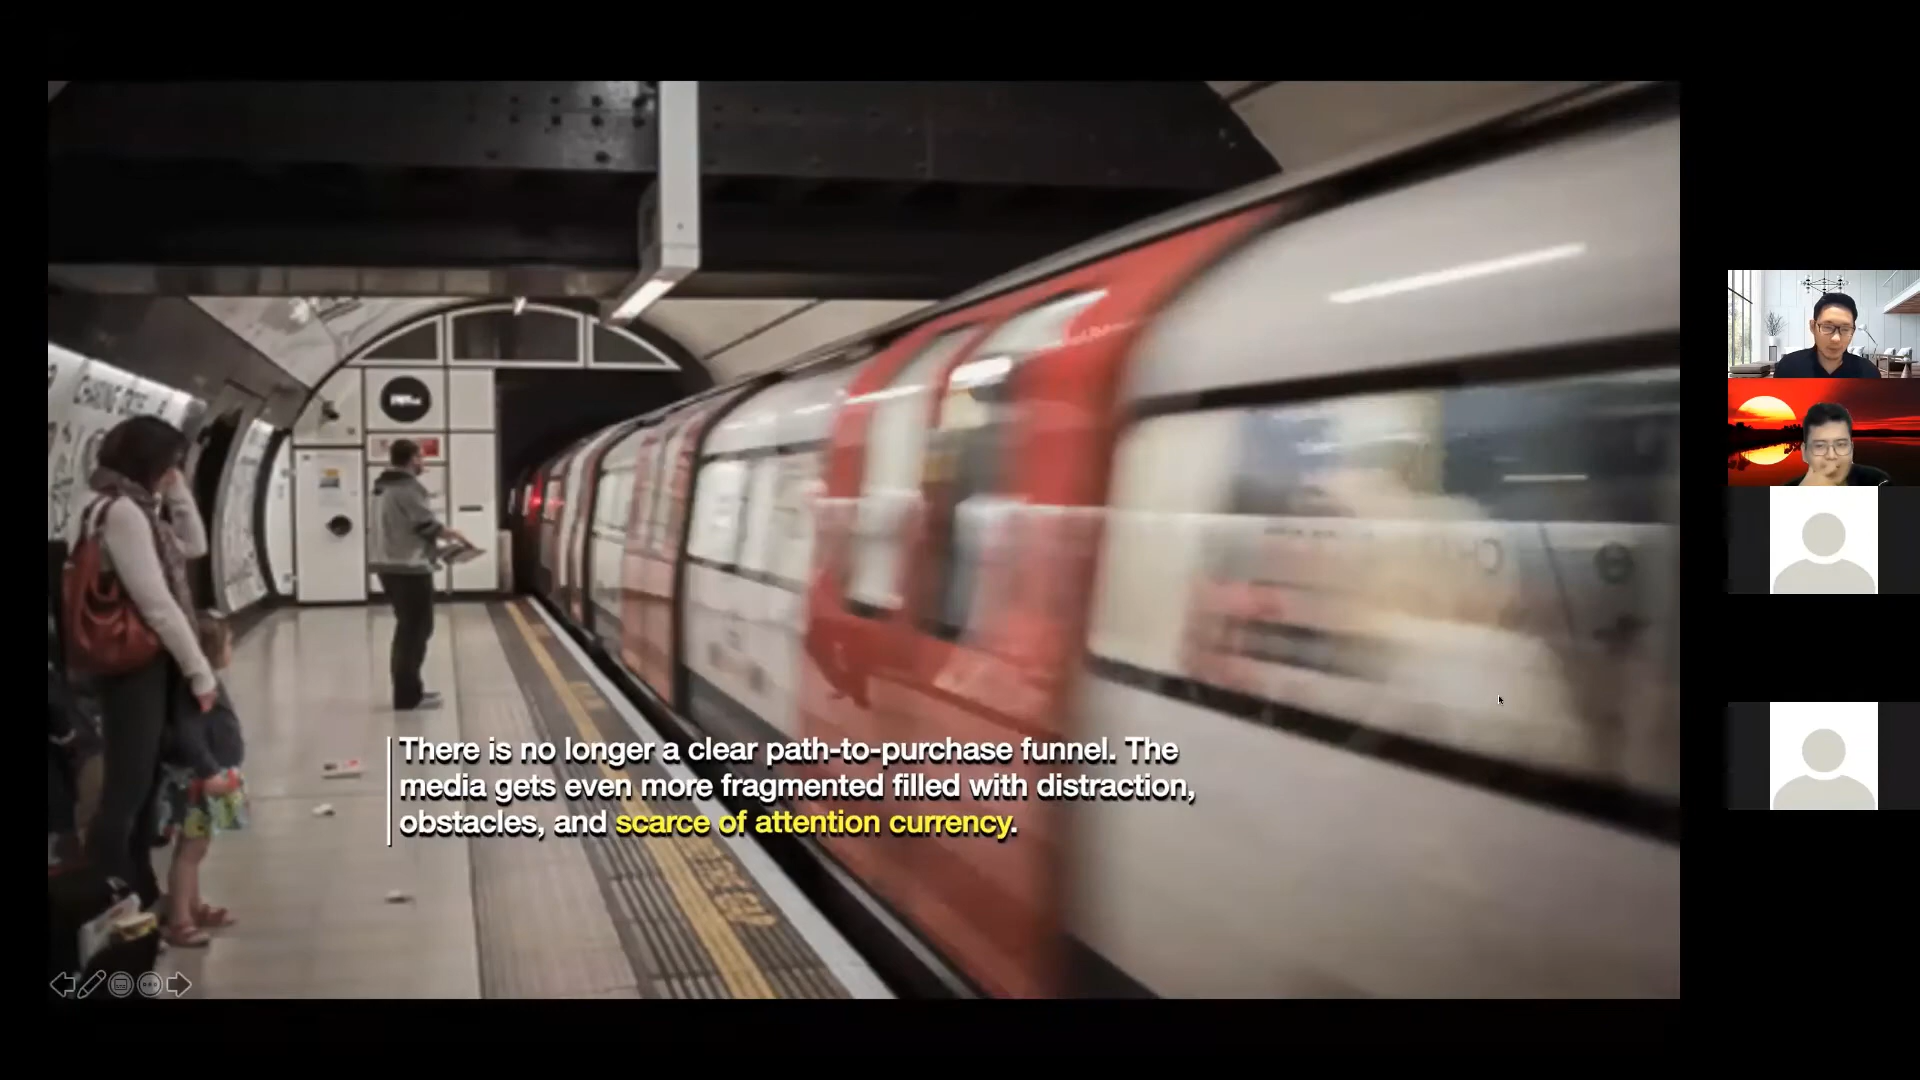 There is no longer a clear path-to-purchase funnel. The
media gets even more fragmented filled with distraction,
obstacles, and scarce of attention currency.